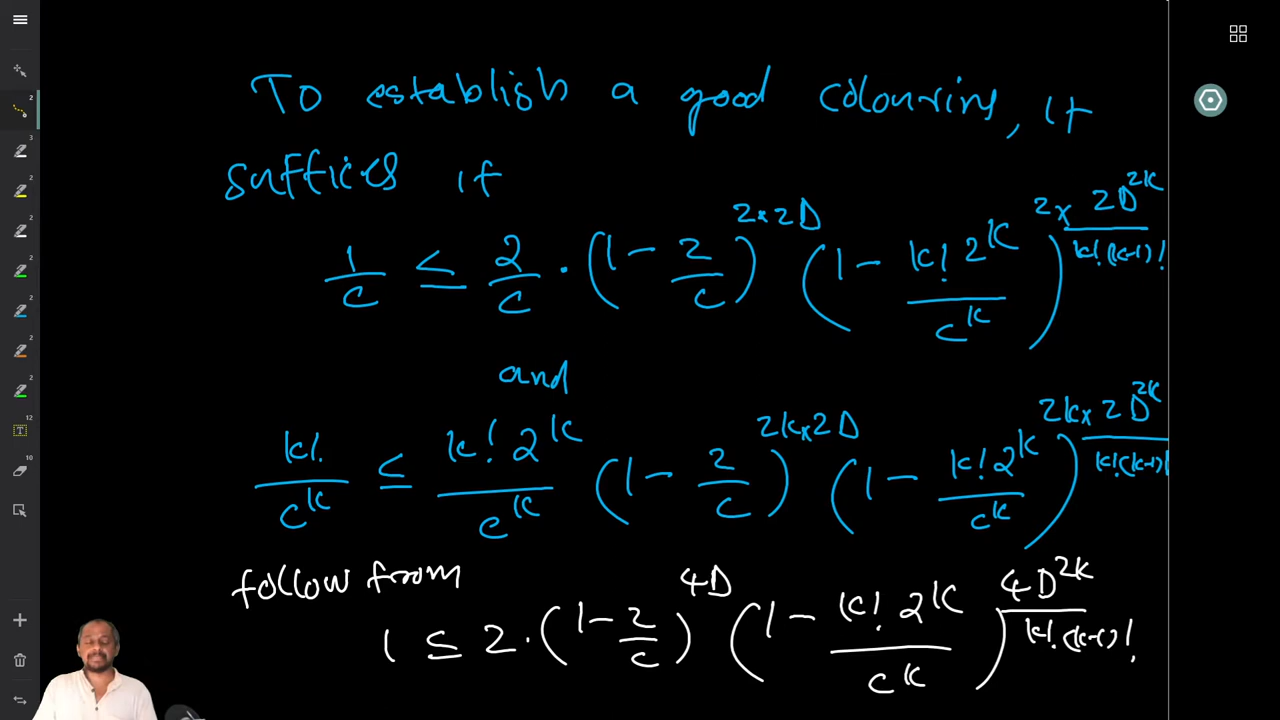 To establish a good colouring, it
suffices if
1/c ≤ 2/c · (1 - 2/c)^{2×2D} (1 - k! 2^k / c^k)^{2× 2D^{2k} / k!(k-1)!}
and
k!/c^k ≤ k! 2^k / c^k (1 - 2/c)^{2k×2D} (1 - k! 2^k / c^k)^{2k× 2D^{2k} / k!(k-1)!}
follow from
1 ≤ 2 · (1 - 2/c)^{4D} (1 - k! 2^k / c^k)^{4D^{2k} / k! (k-1)!}